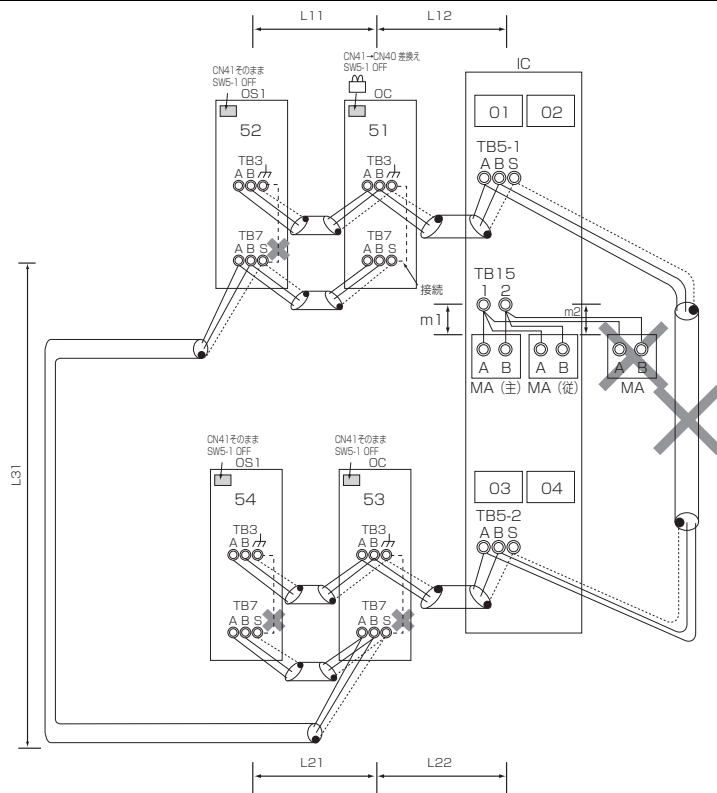 L11 L12
CN41→CN40 差換え
SW5-1 OFF
CN41そのまま
SW5-1 OFF
OS1 OC IC
52 51 01 02
TB3 TB3 TB5-1
A B A B A B S
TB7 TB7
A B S A B S
接続
TB15
1 2
m1 m2
A B A B A B
MA (主) MA (従) MA
L31
CN41そのまま
SW5-1 OFF
CN41そのまま
SW5-1 OFF
OS1 OC
54 53 03 04
TB3 TB3 TB5-2
A B A B A B S
TB7 TB7
A B S A B S
L21 L22